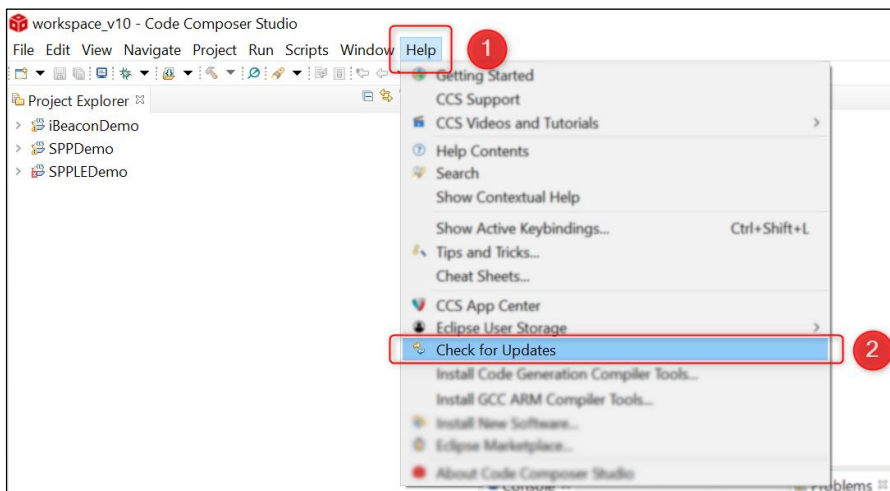 workspace_v10 - Code Composer Studio
File Edit View Navigate Project Run Scripts Window Help
1
Getting Started
Project Explorer
CCS Support
iBeaconDemo
CCS Videos and Tutorials
SPPDemo
Help Contents
SPPLEDemo
Search
Show Contextual Help
Show Active Keybindings... Ctrl+Shift+L
Tips and Tricks...
Cheat Sheets...
CCS App Center
Eclipse User Storage
Check for Updates
2
Install Code Generation Compiler Tools...
Install GCC ARM Compiler Tools...
Install New Software...
Eclipse Marketplace...
About Code Composer Studio
Console
Problems